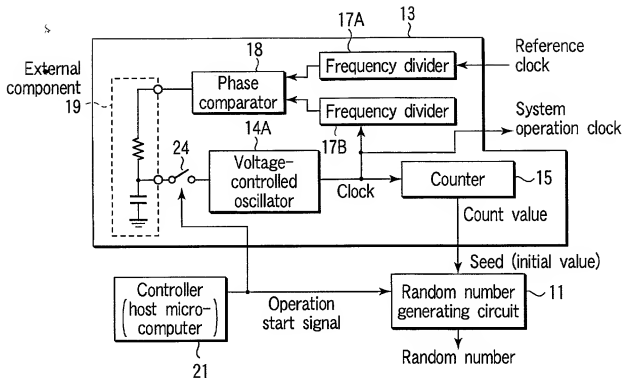 13
17A
18
External
component
19
Phase
comparator
Frequency divider
Reference
clock
Frequency divider
17B
System
operation clock
14A
24
Voltage-
controlled
oscillator
Clock
Counter
15
Count value
Seed (initial value)
Controller
(host micro-
computer)
21
Operation
start signal
Random number
generating circuit
11
Random number